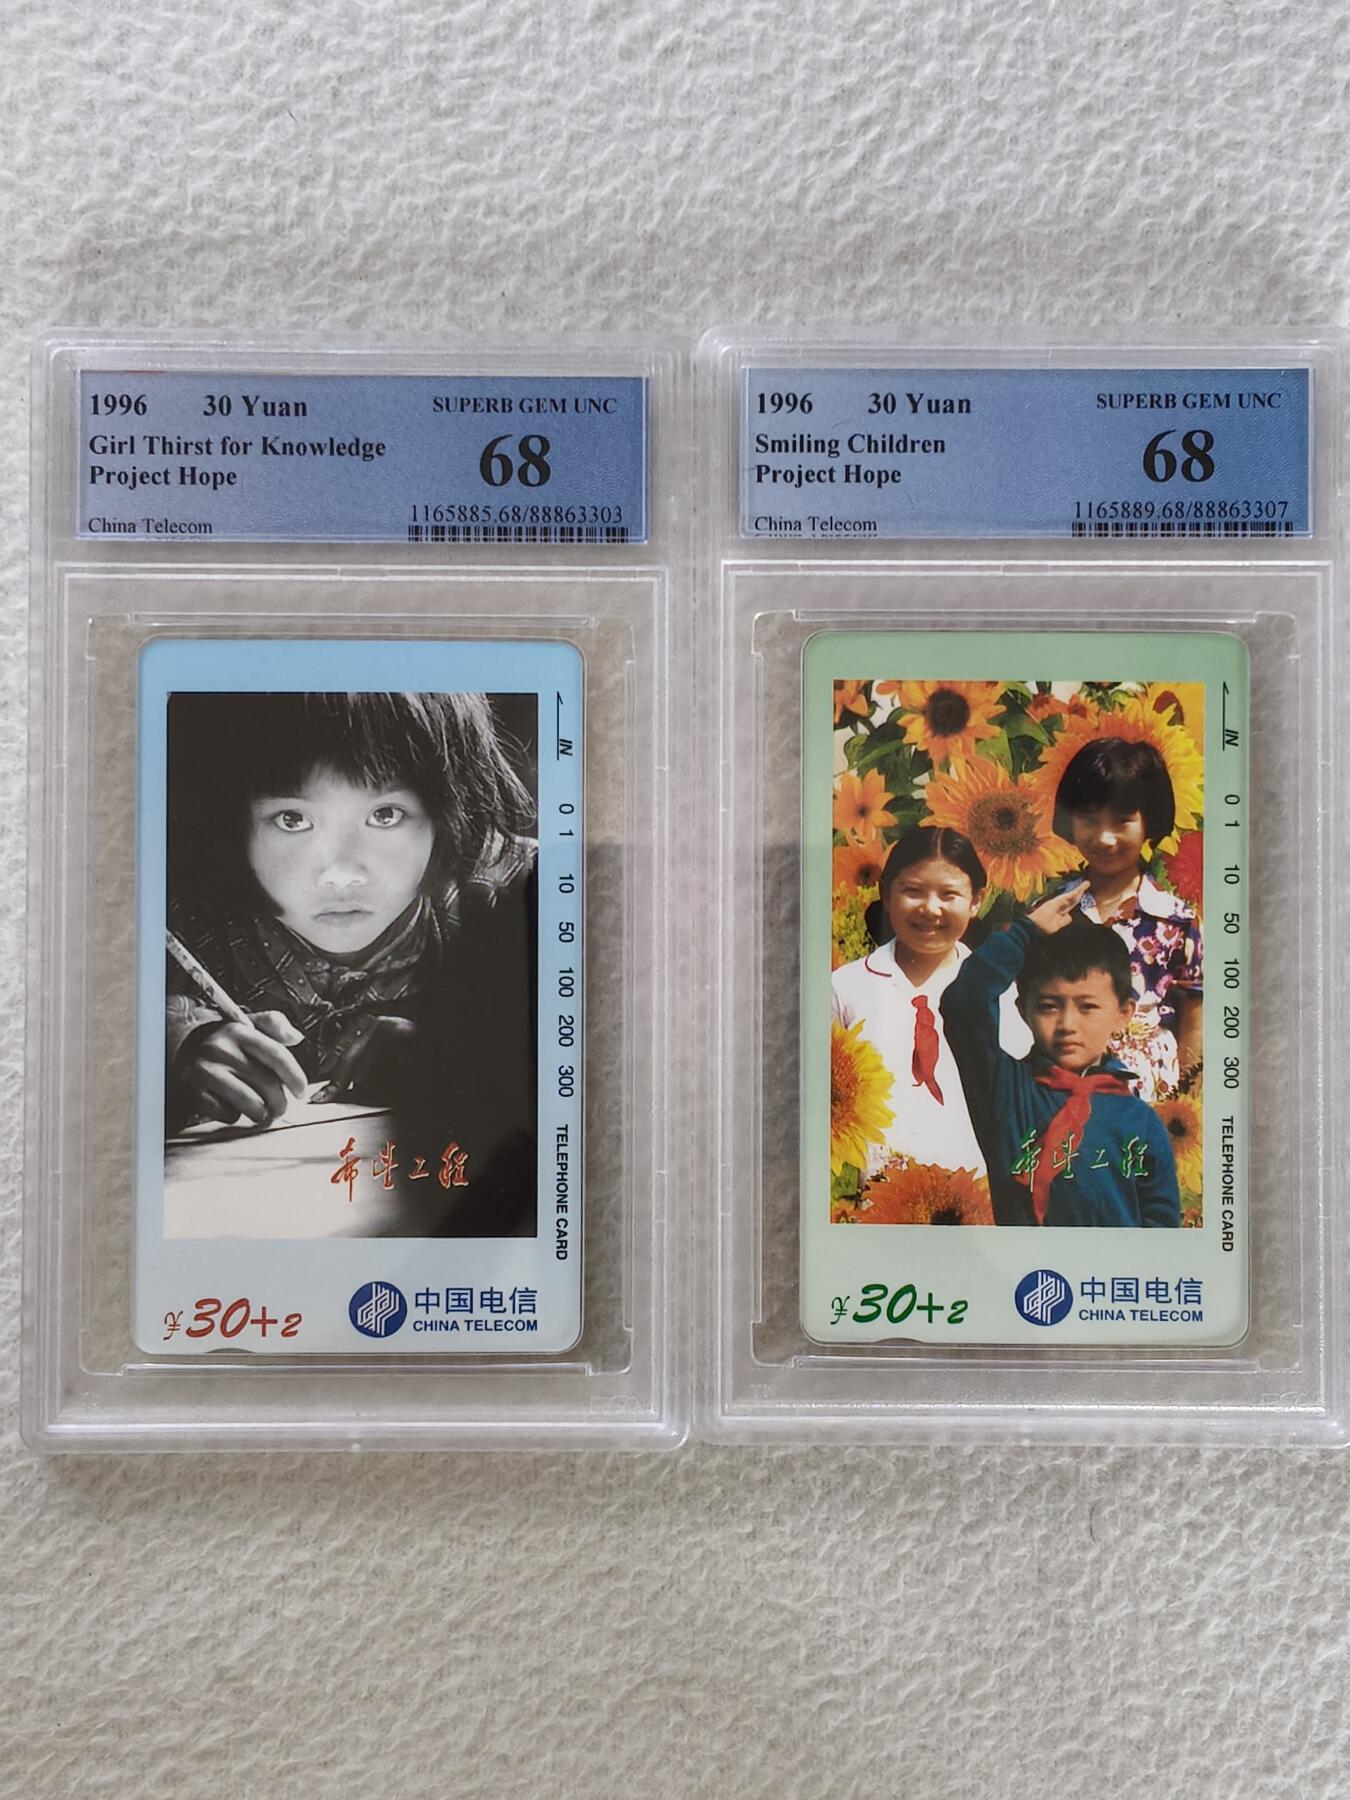 1996 30 Yuan SUPERB GEM UNC
Girl Thirst for Knowledge 68
Project Hope
China Telecom 1165885.68/88863303
IN 0 1 10 50 100 200 300 TELEPHONE CARD
希望工程
¥30+2 中国电信
CHINA TELECOM
1996 30 Yuan SUPERB GEM UNC
Smiling Children 68
Project Hope
China Telecom 1165889.68/88863307
IN 0 1 10 50 100 200 300 TELEPHONE CARD
希望工程
¥30+2 中国电信
CHINA TELECOM